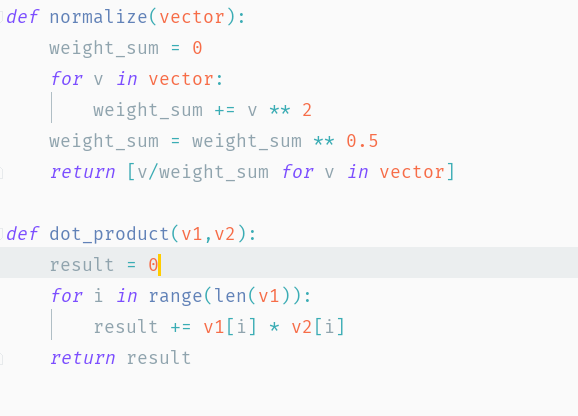 def normalize(vector):
    weight_sum = 0
    for v in vector:
        weight_sum += v ** 2
    weight_sum = weight_sum ** 0.5
    return [v/weight_sum for v in vector]

def dot_product(v1,v2):
    result = 0
    for i in range(len(v1)):
        result += v1[i] * v2[i]
    return result